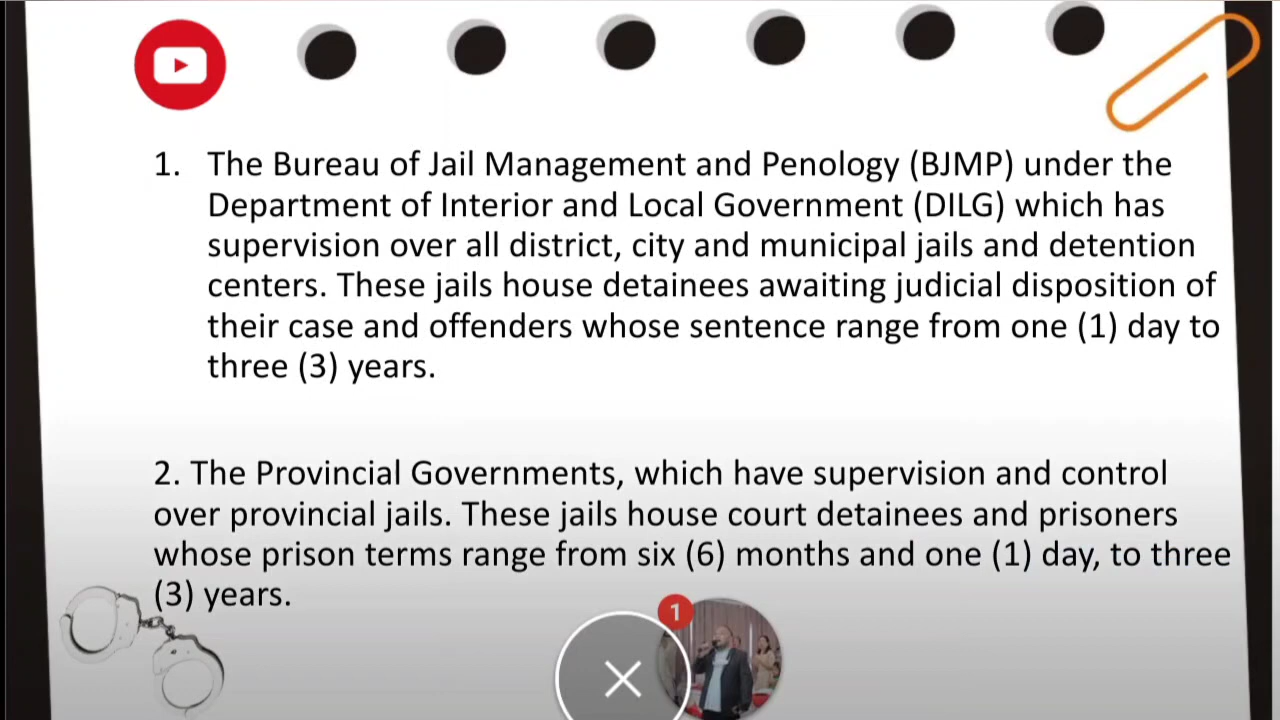 1. The Bureau of Jail Management and Penology (BJMP) under the
Department of Interior and Local Government (DILG) which has
supervision over all district, city and municipal jails and detention
centers. These jails house detainees awaiting judicial disposition of
their case and offenders whose sentence range from one (1) day to
three (3) years.
2. The Provincial Governments, which have supervision and control
over provincial jails. These jails house court detainees and prisoners
whose prison terms range from six (6) months and one (1) day, to three
(3) years.
1